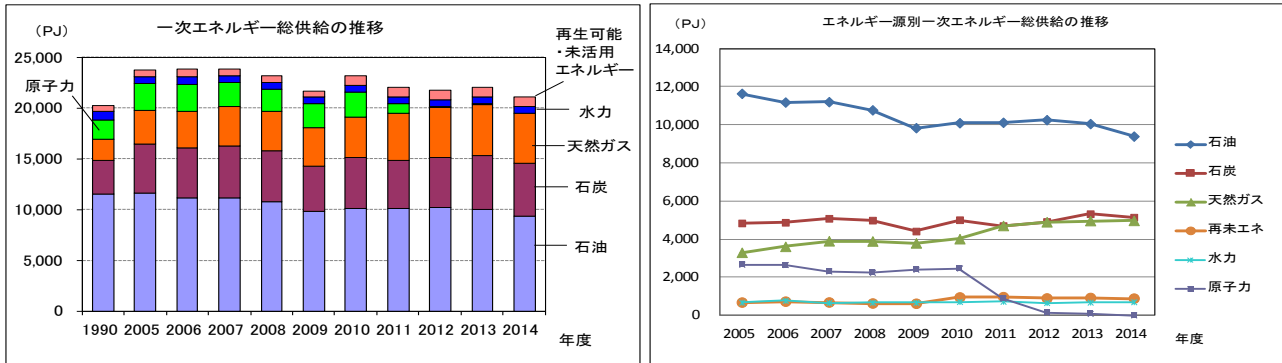 一次エネルギー総供給の推移
（PJ）
再生可能
・未活用
エネルギー
原子力
水力
天然ガス
石炭
石油
25,000
20,000
15,000
10,000
5,000
0
1990 2005 2006 2007 2008 2009 2010 2011 2012 2013 2014
年度
エネルギー源別一次エネルギー総供給の推移
（PJ）
14,000
12,000
10,000
8,000
6,000
4,000
2,000
0
2005 2006 2007 2008 2009 2010 2011 2012 2013 2014
年度
石油
石炭
天然ガス
再未エネ
水力
原子力